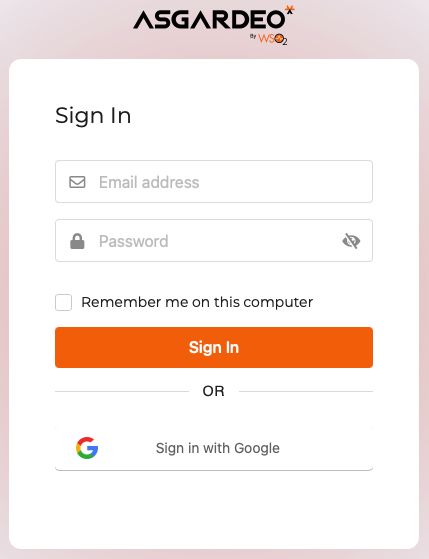 ASGARDEO
By WSO2
Sign In
Email address
Password
Remember me on this computer
Sign In
OR
Sign in with Google